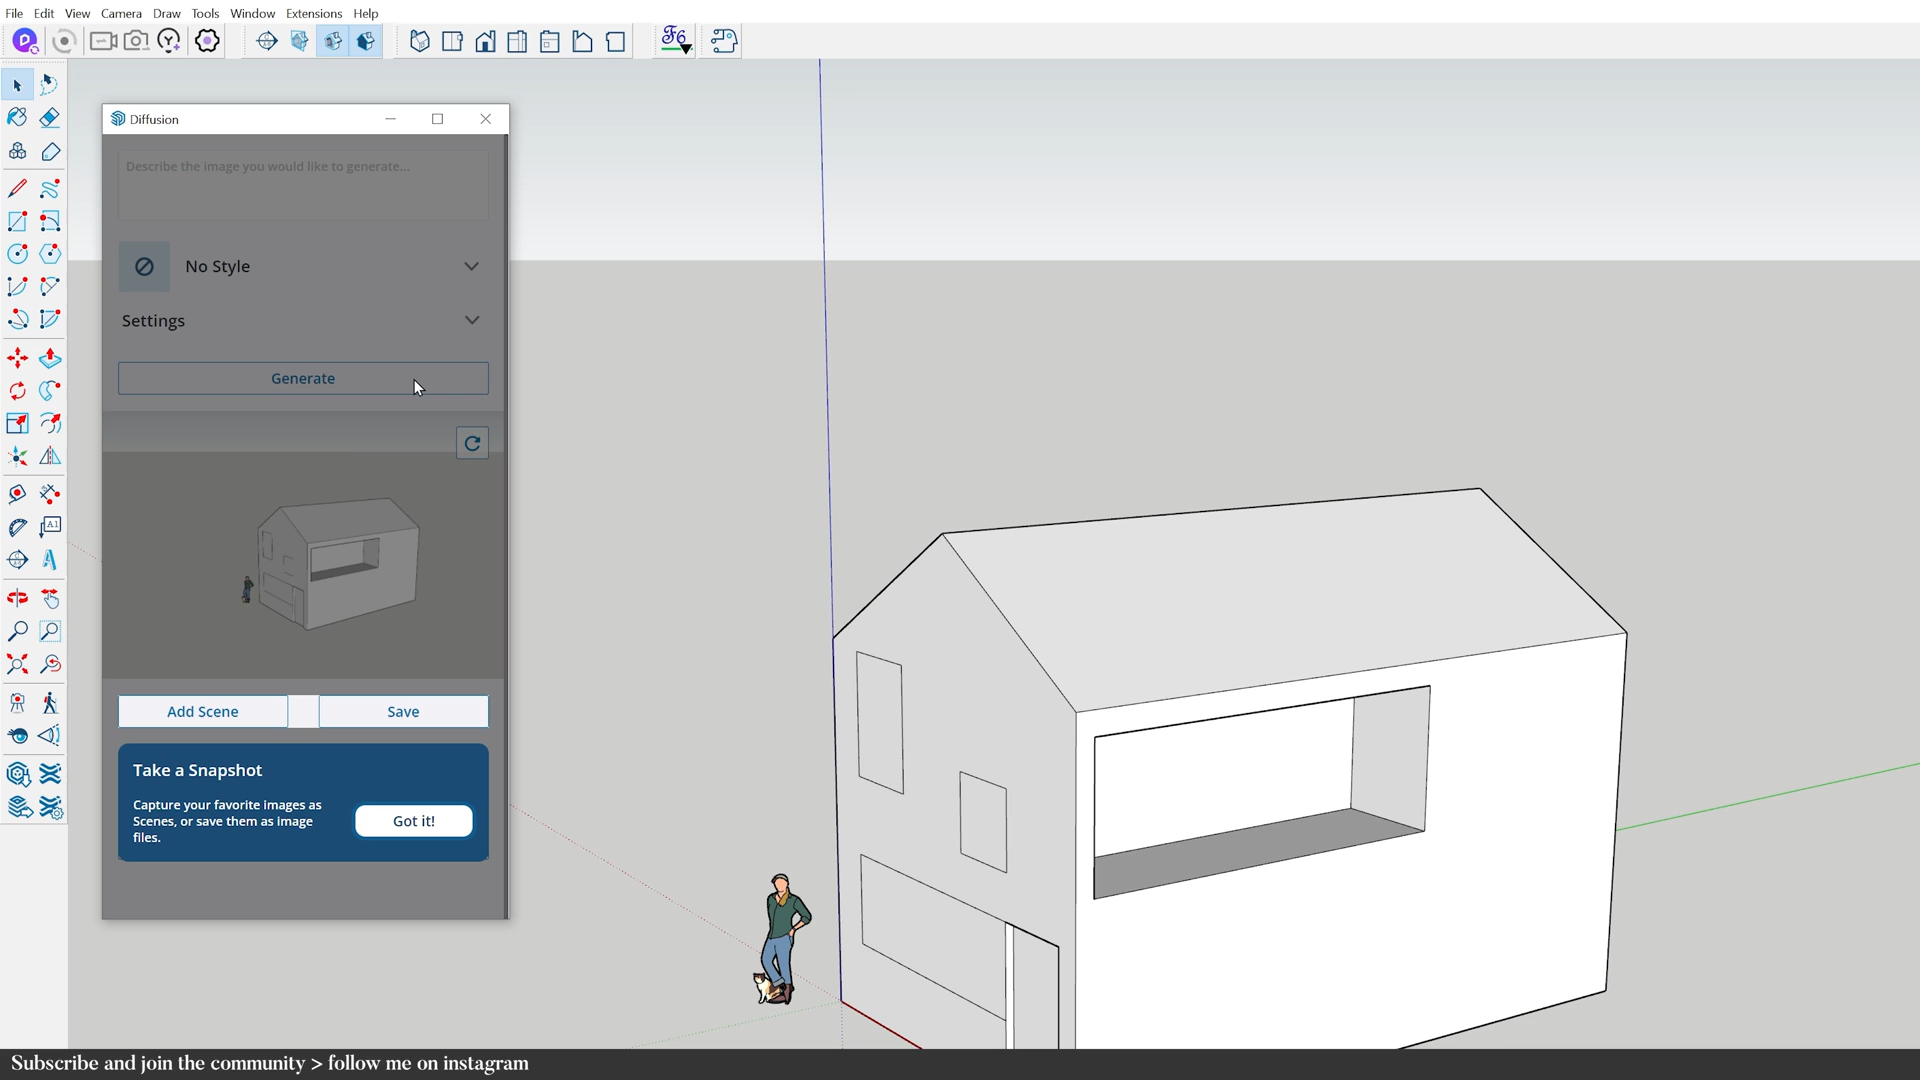 File Edit View Camera Draw Tools Window Extensions Help
Diffusion
Describe the image you would like to generate...
No Style
Settings
Generate
Add Scene Save
Take a Snapshot
Capture your favorite images as
Scenes, or save them as image
files.
Got it!
Subscribe and join the community > follow me on instagram